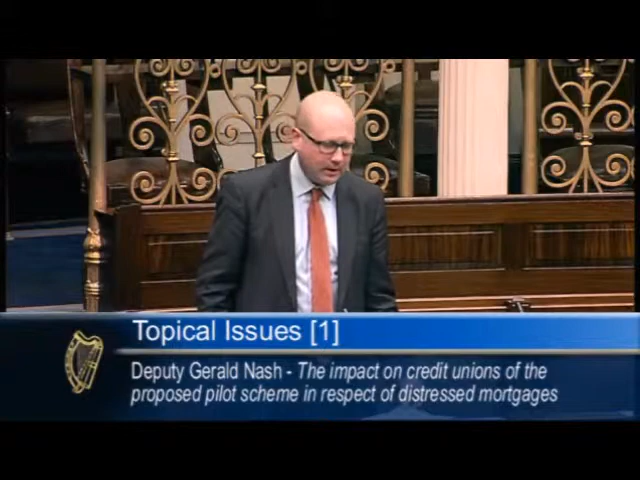 Topical Issues [1]
Deputy Gerald Nash - The impact on credit unions of the
proposed pilot scheme in respect of distressed mortgages